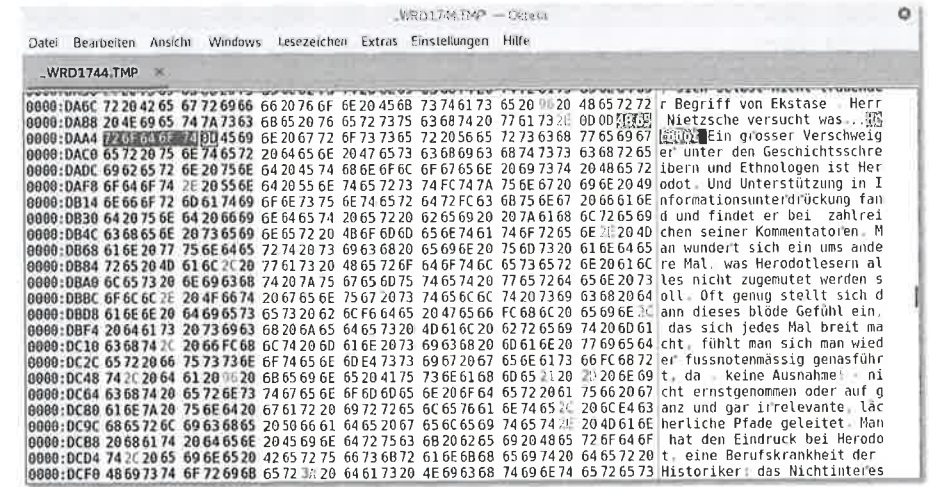 _WRD1744.TMP — Okteta
Datei Bearbeiten Ansicht Windows Lesezeichen Extras Einstellungen Hilfe
_WRD1744.TMP ×
0000:DA6C 72 20 42 65 67 72 69 66 66 20 76 6F 6E 20 45 6B 73 74 61 73 65 20 96 20 48 65 72 72 r Begriff von Ekstase Herr
0000:DA88 20 4E 69 65 74 7A 73 63 68 65 20 76 65 72 73 75 63 68 74 20 77 61 73 2E 0D 0D 48 65 Nietzsche versucht was...He
0000:DAA4 72 6F 64 6F 74 0D 45 69 6E 20 67 72 6F 73 73 65 72 20 56 65 72 73 63 68 77 65 69 67 rodot.Ein grosser Verschweig
0000:DAC0 65 72 20 75 6E 74 65 72 20 64 65 6E 20 47 65 73 63 68 69 63 68 74 73 73 63 68 72 65 er unter den Geschichtsschre
0000:DADC 69 62 65 72 6E 20 75 6E 64 20 45 74 68 6E 6F 6C 6F 67 65 6E 20 69 73 74 20 48 65 72 ibern und Ethnologen ist Her
0000:DAF8 6F 64 6F 74 2E 20 55 6E 64 20 55 6E 74 65 72 73 74 FC 74 7A 75 6E 67 20 69 6E 20 49 odot. Und Unterstützung in I
0000:DB14 6E 66 6F 72 6D 61 74 69 6F 6E 73 75 6E 74 65 72 64 72 FC 63 6B 75 6E 67 20 66 61 6E nformationsunterdrückung fan
0000:DB30 64 20 75 6E 64 20 66 69 6E 64 65 74 20 65 72 20 62 65 69 20 20 7A 61 68 6C 72 65 69 d und findet er bei  zahlrei
0000:DB4C 63 68 65 6E 20 73 65 69 6E 65 72 20 4B 6F 6D 6D 65 6E 74 61 74 6F 72 65 6E 2E 20 4D chen seiner Kommentatoren. M
0000:DB68 61 6E 20 77 75 6E 64 65 72 74 20 73 69 63 68 20 65 69 6E 20 75 6D 73 20 61 6E 64 65 an wundert sich ein ums ande
0000:DB84 72 65 20 4D 61 6C 2C 20 77 61 73 20 48 65 72 6F 64 6F 74 6C 65 73 65 72 6E 20 61 6C re Mal, was Herodotlesern al
0000:DBA0 6C 65 73 20 6E 69 63 68 74 20 7A 75 67 65 6D 75 74 65 74 20 77 65 72 64 65 6E 20 73 les nicht zugemutet werden s
0000:DBBC 6F 6C 6C 2E 20 4F 66 74 20 67 65 6E 75 67 20 73 74 65 6C 6C 74 20 73 69 63 68 20 64 oll. Oft genug stellt sich d
0000:DBD8 61 6E 6E 20 64 69 65 73 65 73 20 62 6C F6 64 65 20 47 65 66 FC 68 6C 20 65 69 6E 2C ann dieses blöde Gefühl ein,
0000:DBF4 20 64 61 73 20 73 69 63 68 20 6A 65 64 65 73 20 4D 61 6C 20 62 72 65 69 74 20 6D 61 das sich jedes Mal breit ma
0000:DC10 63 68 74 2C 20 66 FC 68 6C 74 20 6D 61 6E 20 73 69 63 68 20 6D 61 6E 20 77 69 65 64 cht, fühlt man sich man wied
0000:DC2C 65 72 20 66 75 73 73 6E 6F 74 65 6E 6D E4 73 73 69 67 20 67 65 6E 61 73 66 FC 68 72 er fussnotenmässig genasführ
0000:DC48 74 2C 20 64 61 20 96 20 6B 65 69 6E 65 20 41 75 73 6E 61 68 6D 65 21 20 20 6E 69 t, da keine Ausnahme! ni
0000:DC64 63 68 74 20 65 72 6E 73 74 67 65 6E 6F 6D 6D 65 6E 20 6F 64 65 72 20 61 75 66 20 67 cht ernstgenommen oder auf g
0000:DC80 61 6E 7A 20 75 6E 64 20 67 61 72 20 69 72 72 65 6C 65 76 61 6E 74 65 2C 20 6C E4 63 anz und gar irrelevante, läc
0000:DC9C 68 65 72 6C 69 63 68 65 20 50 66 61 64 65 20 67 65 6C 65 69 74 65 74 2E 20 4D 61 6E herliche Pfade geleitet. Man
0000:DCB8 20 68 61 74 20 64 65 6E 20 45 69 6E 64 72 75 63 6B 20 62 65 69 20 48 65 72 6F 64 6F hat den Eindruck bei Herodo
0000:DCD4 74 2C 20 65 69 6E 65 20 42 65 72 75 66 73 6B 72 61 6E 6B 68 65 69 74 20 64 65 72 20 t, eine Berufskrankheit der
0000:DCF0 48 69 73 74 6F 72 69 6B 65 72 3A 20 64 61 73 20 4E 69 63 68 74 69 6E 74 65 72 65 73 Historiker: das Nichtinteres